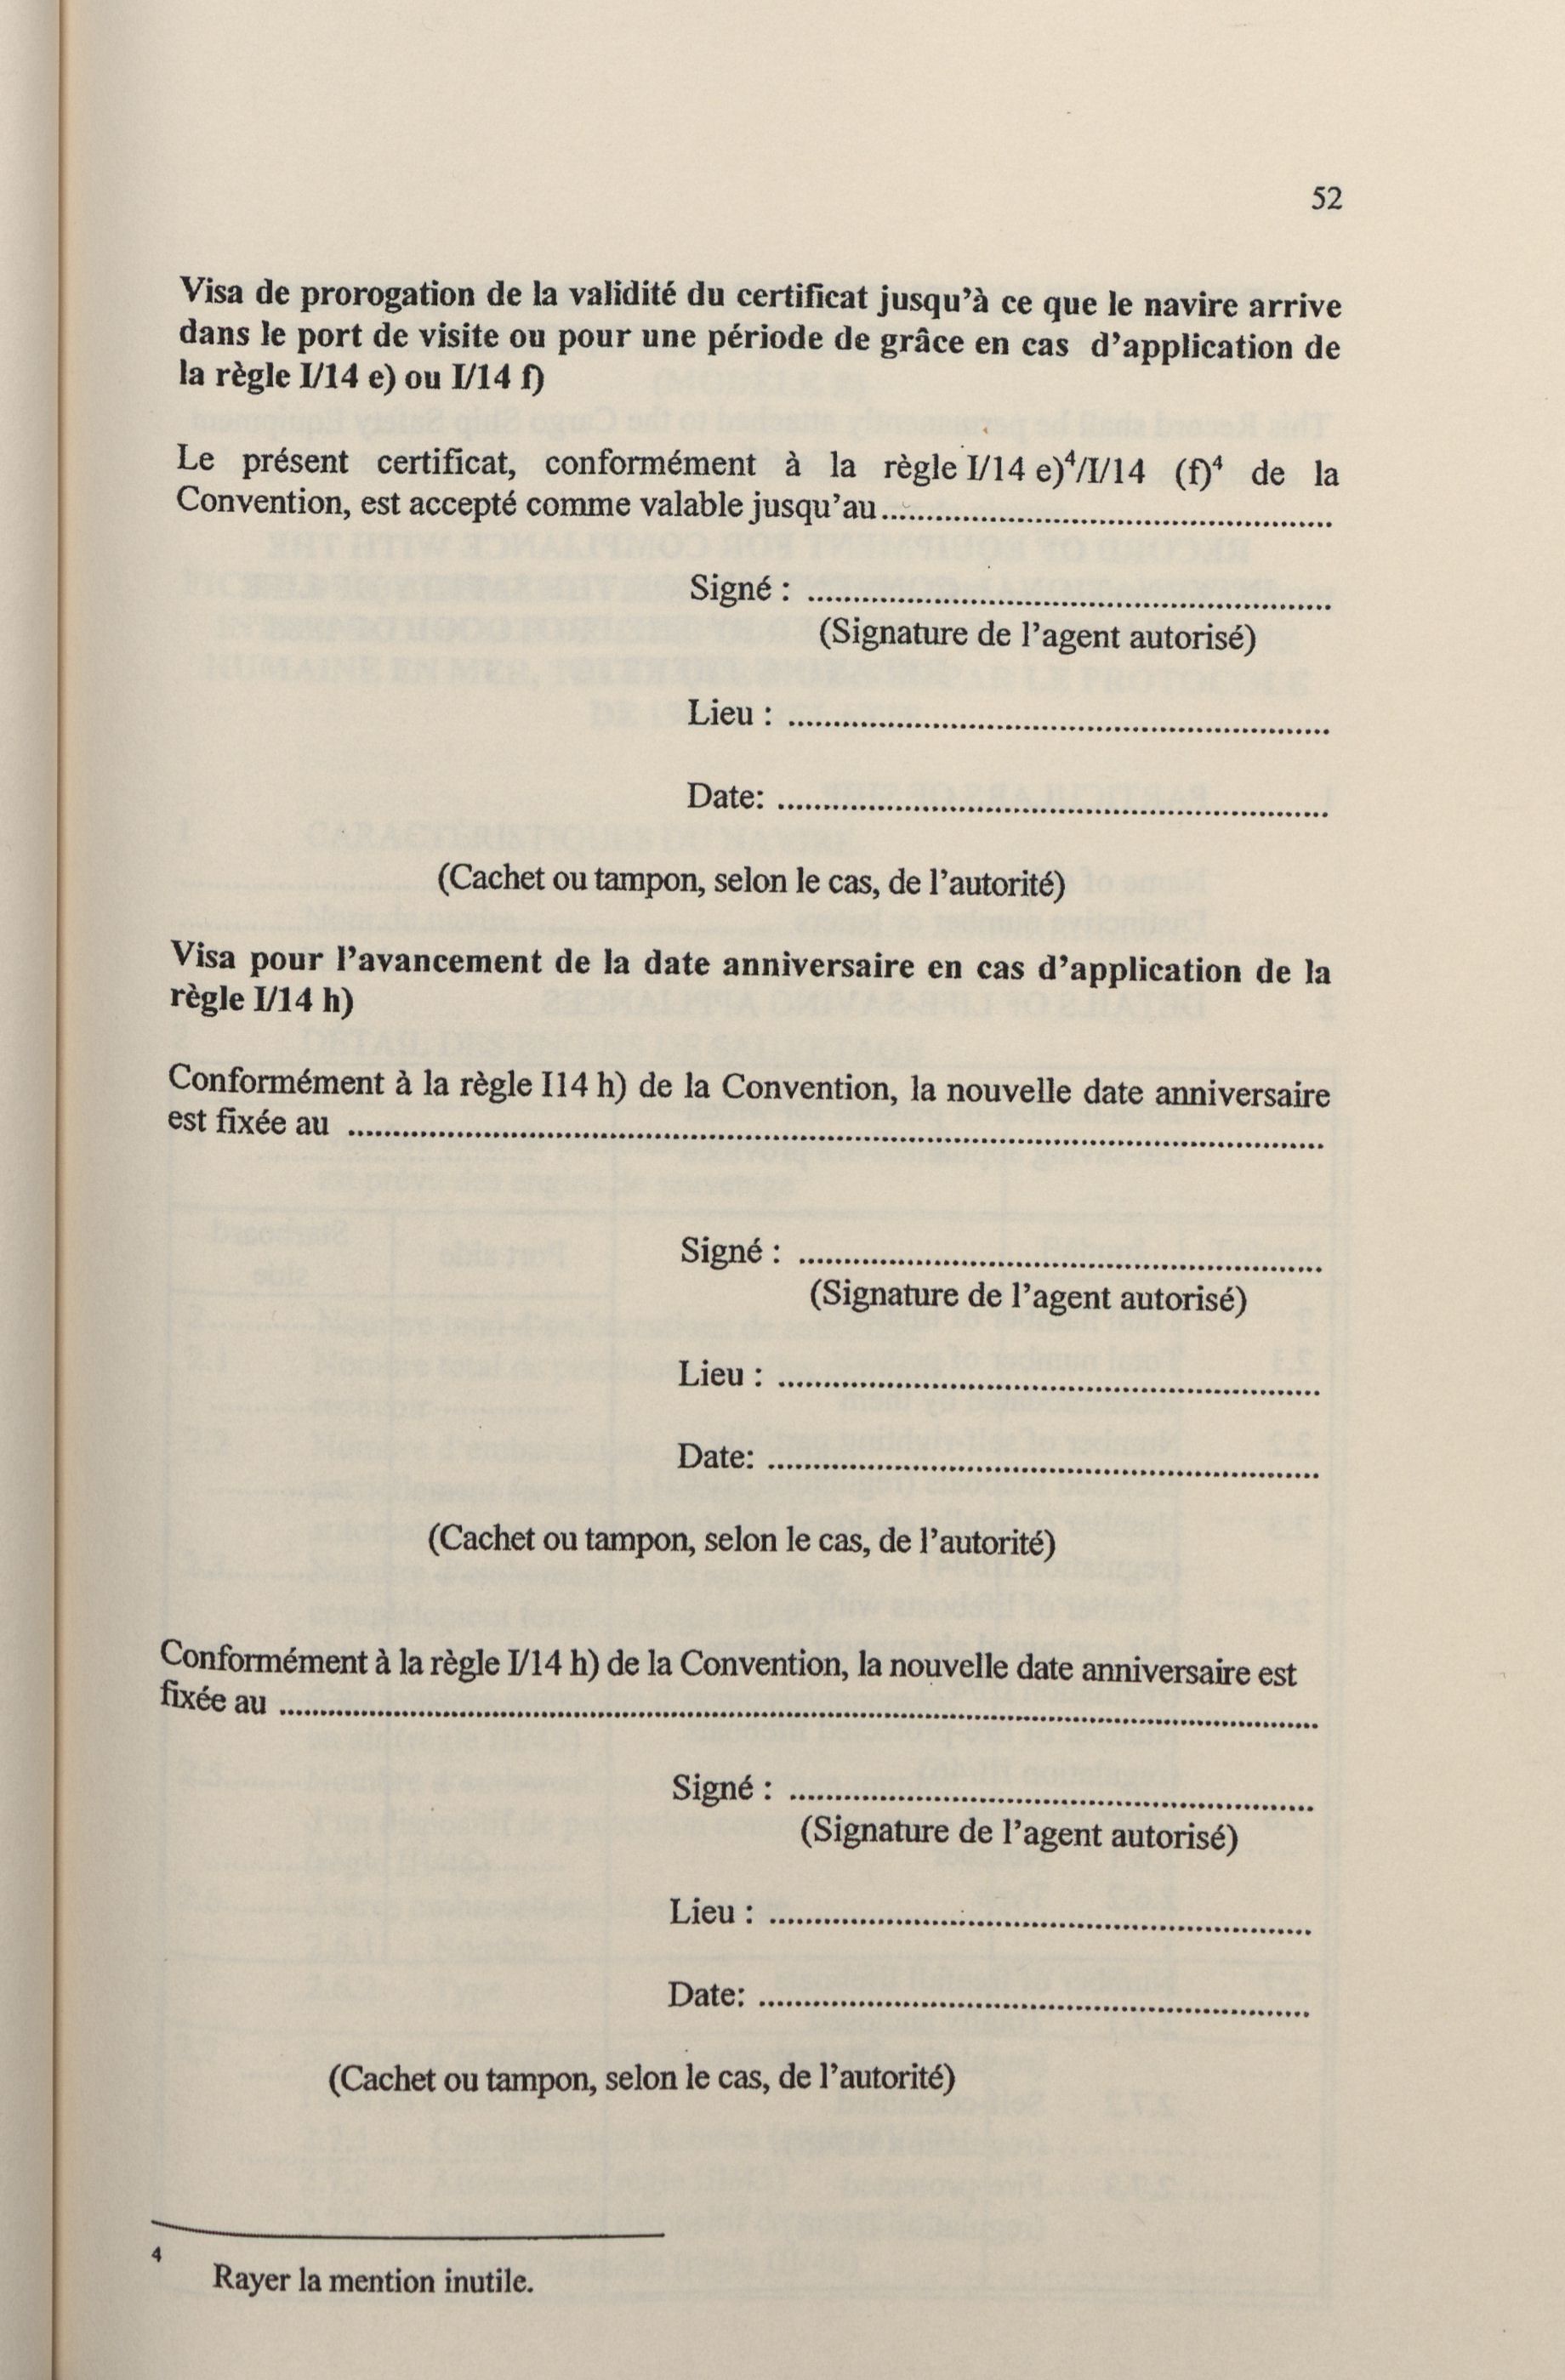 52
Visa de prorogation de la validité du certificat jusqu'à ce que le navire arrive
dans le port de visite ou pour une période de grâce en cas d'application de
la règle I/14 e) ou I/14 f)
Le présent certificat, conformément à la règle I/14 e)⁴/I/14 (f)⁴ de la
Convention, est accepté comme valable jusqu'au..................................................
Signé : ..........................................................
(Signature de l'agent autorisé)
Lieu : ............................................................
Date: .............................................................
(Cachet ou tampon, selon le cas, de l'autorité)
Visa pour l'avancement de la date anniversaire en cas d'application de la
règle I/14 h)
Conformément à la règle I14 h) de la Convention, la nouvelle date anniversaire
est fixée au ............................................................................................................
Signé : ..........................................................
(Signature de l'agent autorisé)
Lieu : ............................................................
Date: .............................................................
(Cachet ou tampon, selon le cas, de l'autorité)
Conformément à la règle I/14 h) de la Convention, la nouvelle date anniversaire est
fixée au ...................................................................................................................
Signé : ..........................................................
(Signature de l'agent autorisé)
Lieu : ............................................................
Date: .............................................................
(Cachet ou tampon, selon le cas, de l'autorité)
⁴ Rayer la mention inutile.